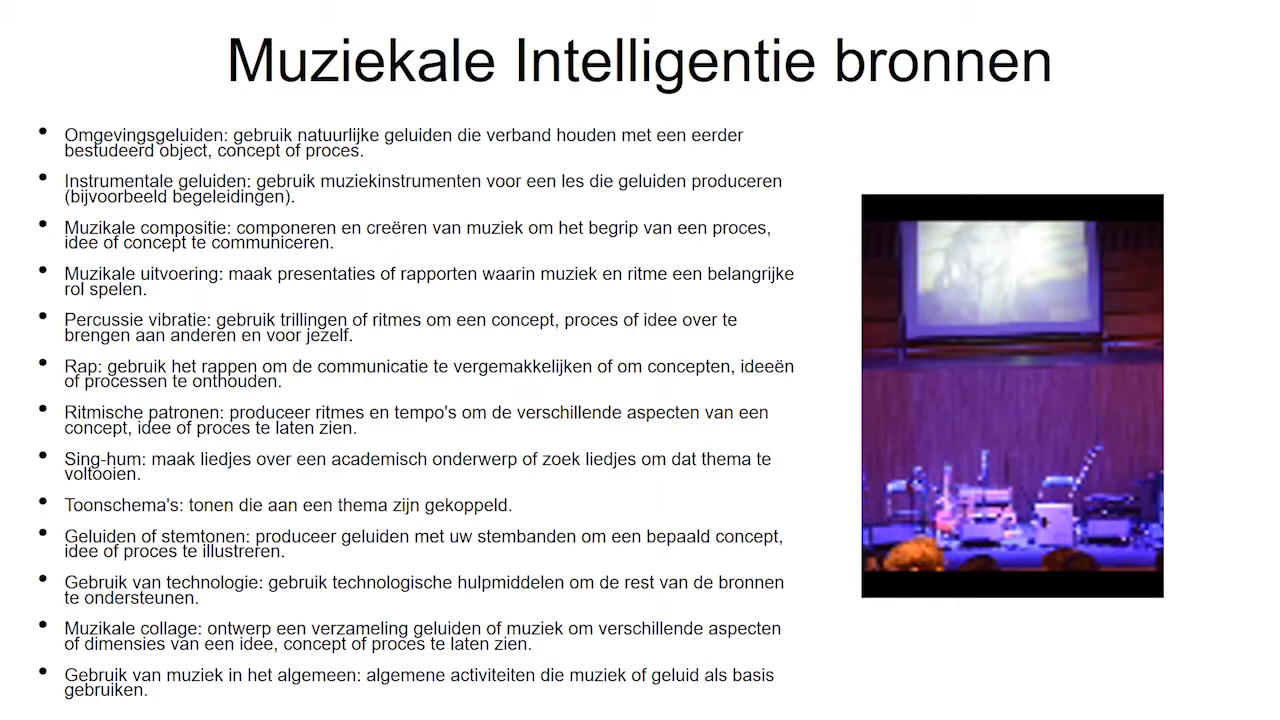 Muziekale Intelligentie bronnen
• Omgevingsgeluiden: gebruik natuurlijke geluiden die verband houden met een eerder
bestudeerd object, concept of proces.
• Instrumentale geluiden: gebruik muziekinstrumenten voor een les die geluiden produceren
(bijvoorbeeld begeleidingen).
• Muzikale compositie: componeren en creëren van muziek om het begrip van een proces,
idee of concept te communiceren.
• Muzikale uitvoering: maak presentaties of rapporten waarin muziek en ritme een belangrijke
rol spelen.
• Percussie vibratie: gebruik trillingen of ritmes om een concept, proces of idee over te
brengen aan anderen en voor jezelf.
• Rap: gebruik het rappen om de communicatie te vergemakkelijken of om concepten, ideeën
of processen te onthouden.
• Ritmische patronen: produceer ritmes en tempo's om de verschillende aspecten van een
concept, idee of proces te laten zien.
• Sing-hum: maak liedjes over een academisch onderwerp of zoek liedjes om dat thema te
voltooien.
• Toonschema's: tonen die aan een thema zijn gekoppeld.
• Geluiden of stemtonen: produceer geluiden met uw stembanden om een bepaald concept,
idee of proces te illustreren.
• Gebruik van technologie: gebruik technologische hulpmiddelen om de rest van de bronnen
te ondersteunen.
• Muzikale collage: ontwerp een verzameling geluiden of muziek om verschillende aspecten
of dimensies van een idee, concept of proces te laten zien.
• Gebruik van muziek in het algemeen: algemene activiteiten die muziek of geluid als basis
gebruiken.